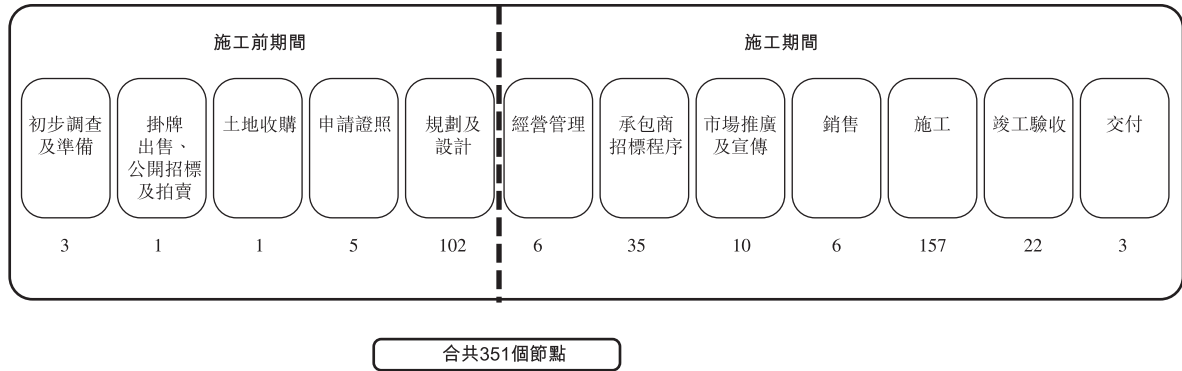 施工前期間
施工期間
初步調查
及準備
掛牌
出售、
公開招標
及拍賣
土地收購
申請證照
規劃及
設計
經營管理
承包商
招標程序
市場推廣
及宣傳
銷售
施工
竣工驗收
交付
3
1
1
5
102
6
35
10
6
157
22
3
合共351個節點